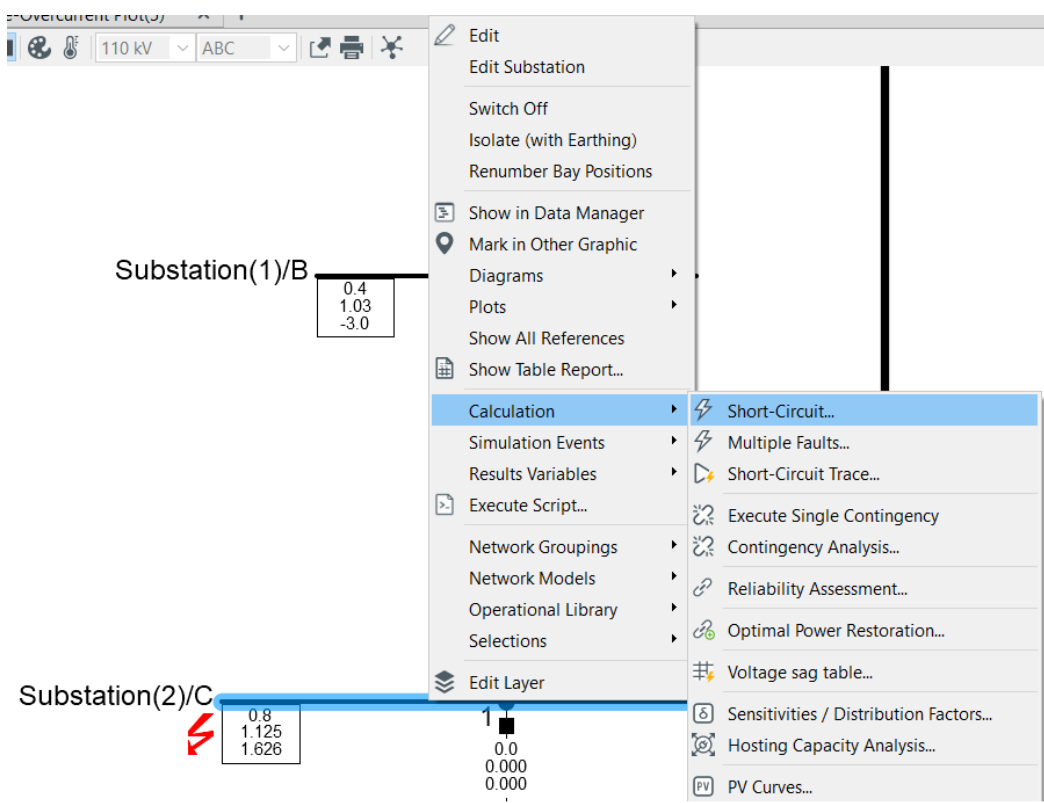 e-Overcurrent Plot(5)
110 kV
ABC
Edit
Edit Substation
Switch Off
Isolate (with Earthing)
Renumber Bay Positions
Show in Data Manager
Mark in Other Graphic
Diagrams
Plots
Show All References
Show Table Report...
Calculation
Simulation Events
Results Variables
Execute Script...
Network Groupings
Network Models
Operational Library
Selections
Edit Layer
Short-Circuit...
Multiple Faults...
Short-Circuit Trace...
Execute Single Contingency
Contingency Analysis...
Reliability Assessment...
Optimal Power Restoration...
Voltage sag table...
Sensitivities / Distribution Factors...
Hosting Capacity Analysis...
PV
PV Curves...
Substation(1)/B
0.4
1.03
-3.0
Substation(2)/C
0.8
1.125
1.626
1
0.0
0.000
0.000